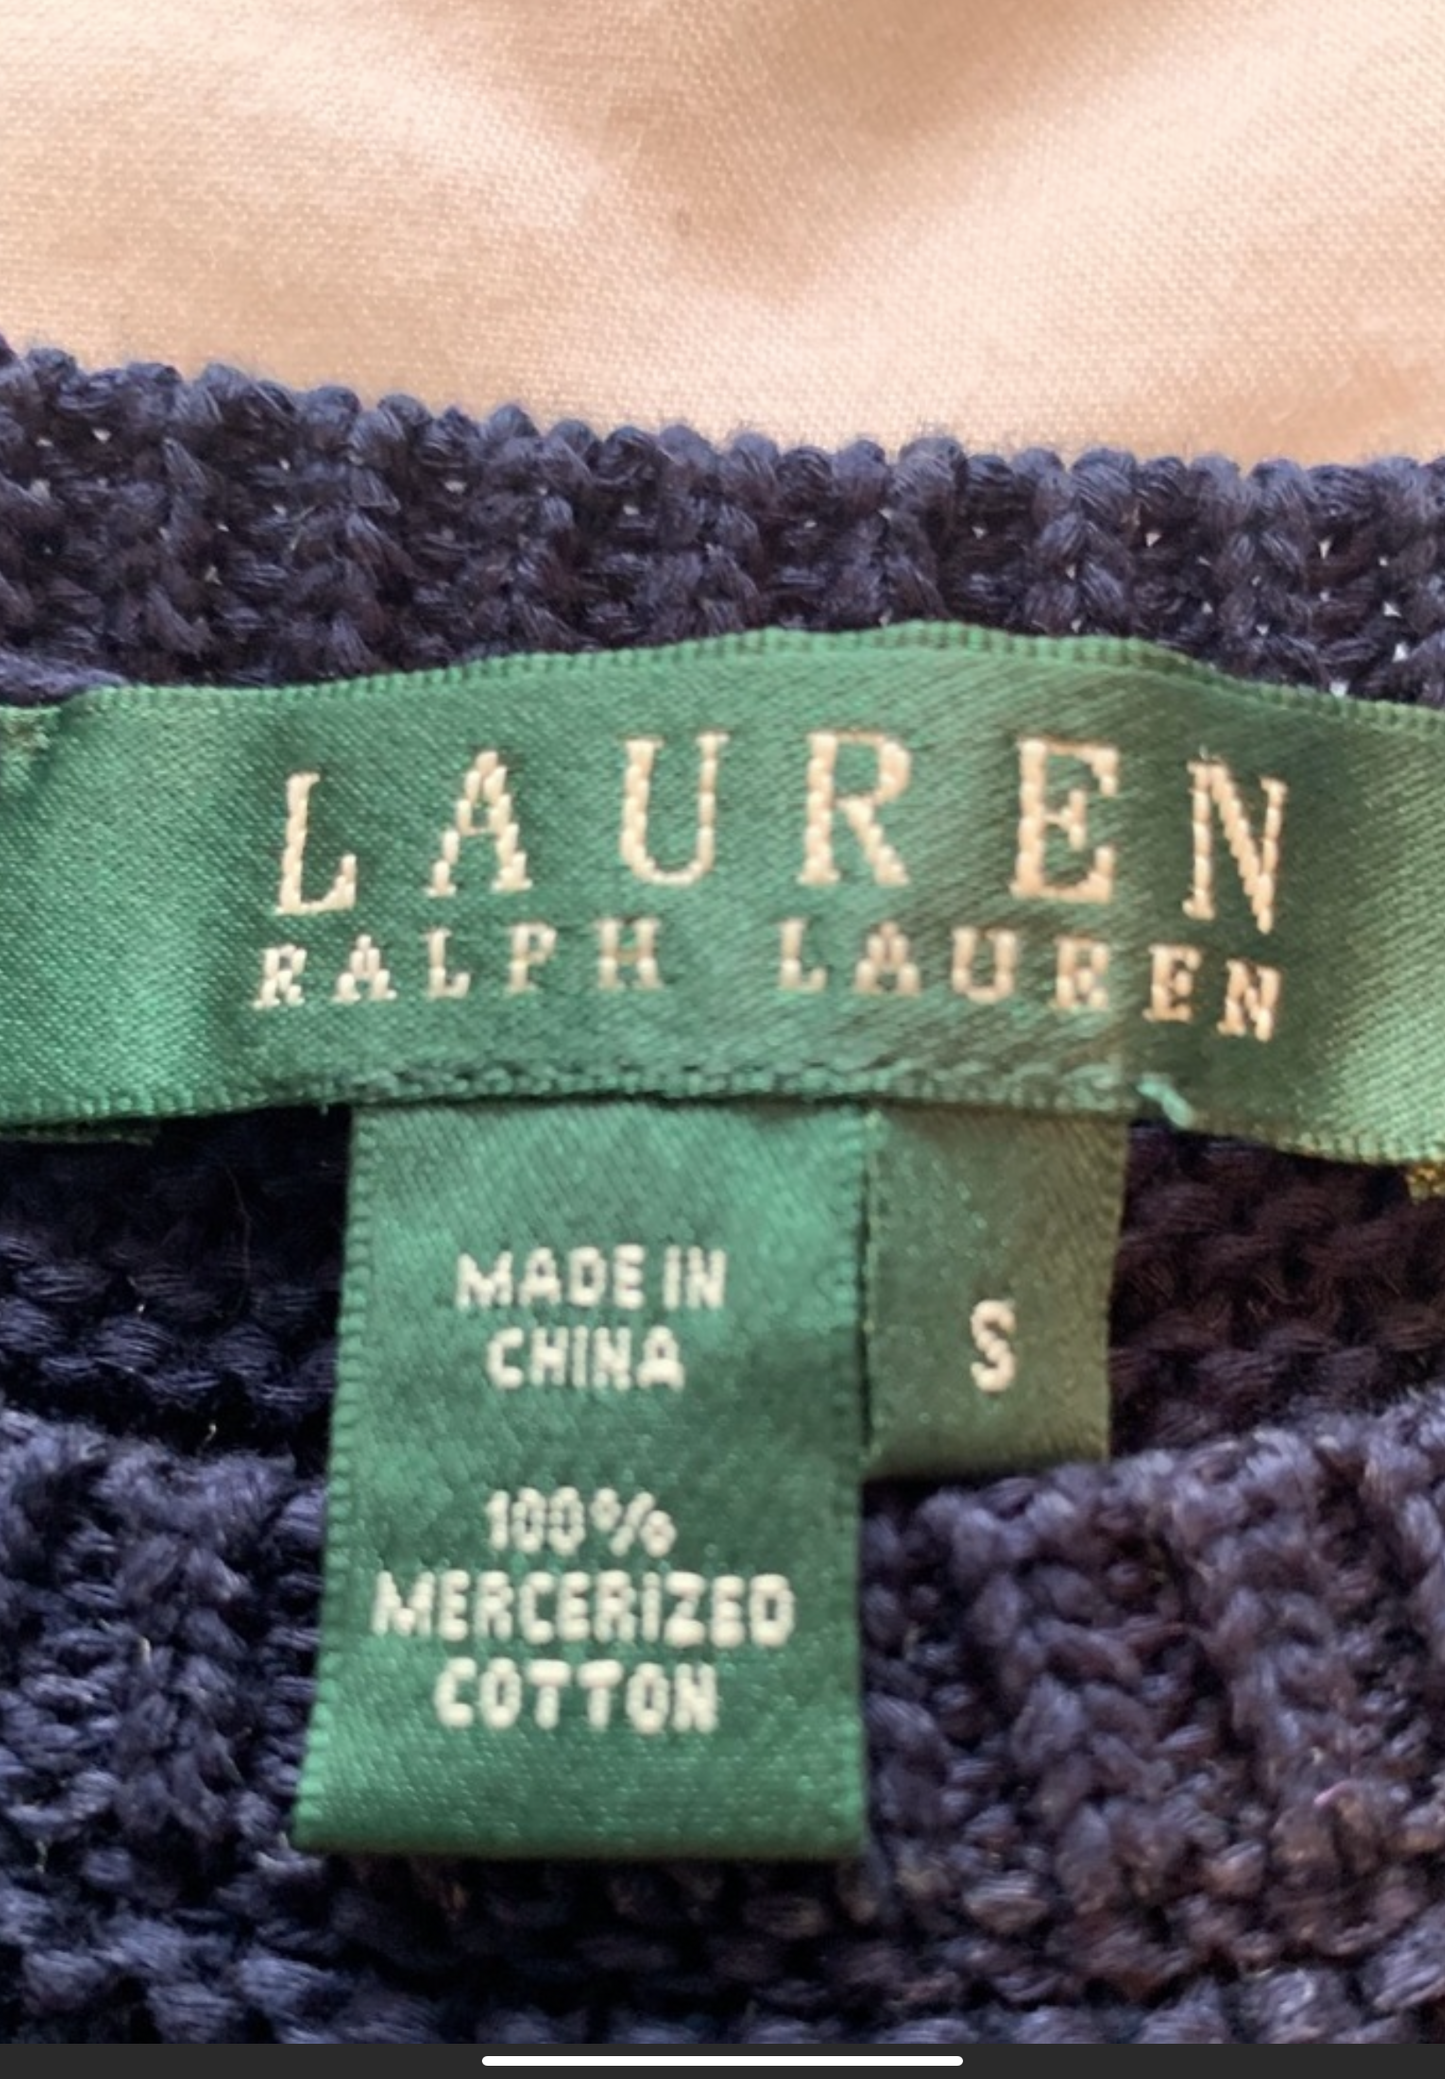 LAUREN
RALPH LAUREN
MADE IN
CHINA
S
100%
MERCERIZED
COTTON